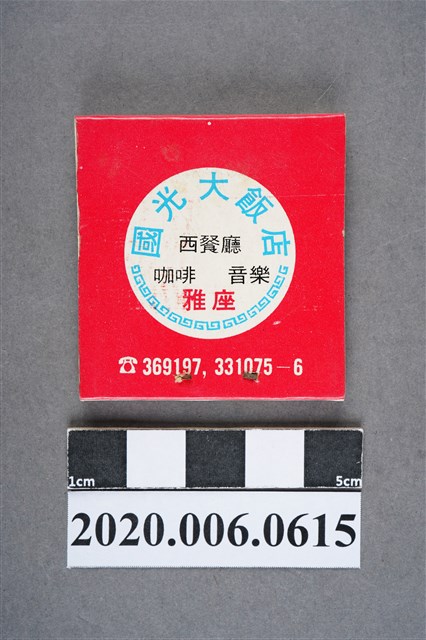 國光大飯店
西餐廳
咖啡 音樂
雅座
☎ 369197, 331075－6
1cm 5cm
2020.006.0615